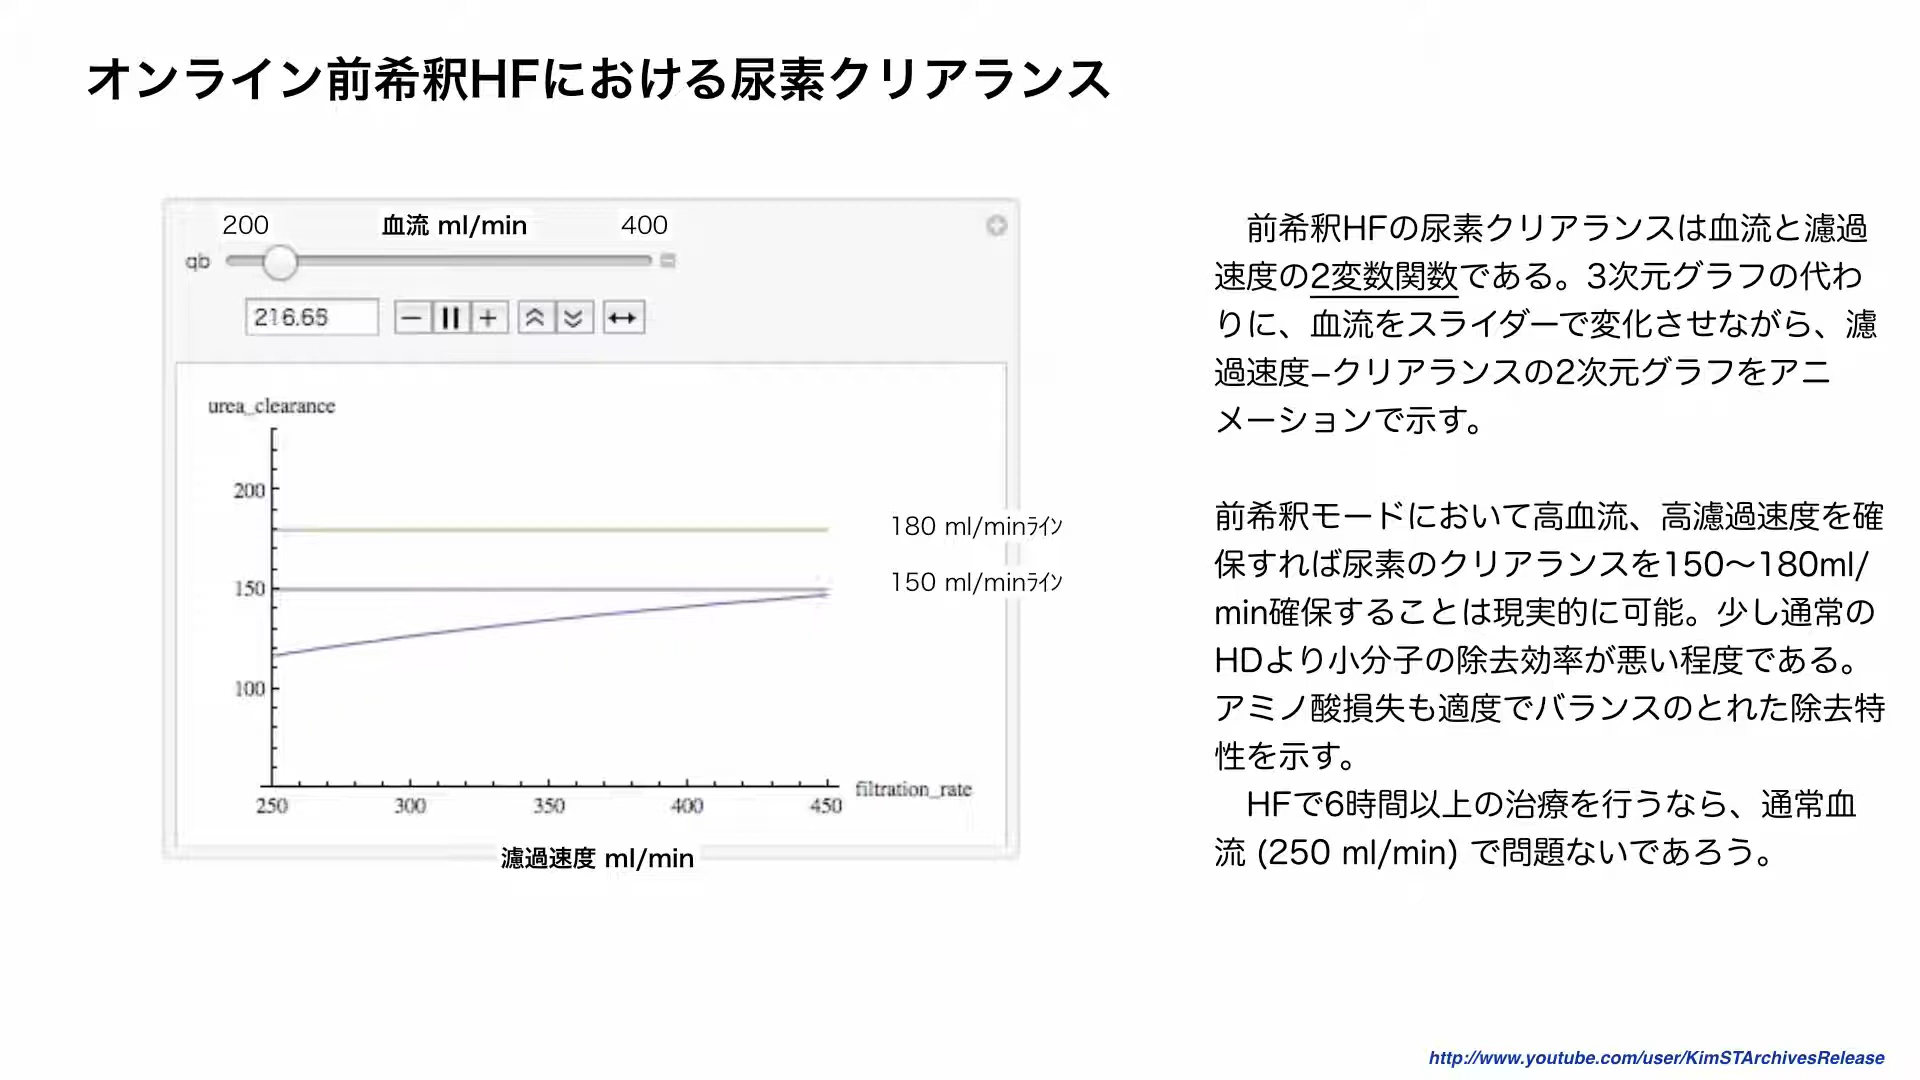 オンライン前希釈HFにおける尿素クリアランス
200 血流 ml/min 400
qb
216.65
urea_clearance
200
180 ml/minﾗｲﾝ
150
150 ml/minﾗｲﾝ
100
250 300 350 400 450 filtration_rate
濾過速度 ml/min
前希釈HFの尿素クリアランスは血流と濾過
速度の2変数関数である。3次元グラフの代わ
りに、血流をスライダーで変化させながら、濾
過速度–クリアランスの2次元グラフをアニ
メーションで示す。
前希釈モードにおいて高血流、高濾過速度を確
保すれば尿素のクリアランスを150〜180ml/
min確保することは現実的に可能。少し通常の
HDより小分子の除去効率が悪い程度である。
アミノ酸損失も適度でバランスのとれた除去特
性を示す。
HFで6時間以上の治療を行うなら、通常血
流 (250 ml/min) で問題ないであろう。
http://www.youtube.com/user/KimSTArchivesRelease